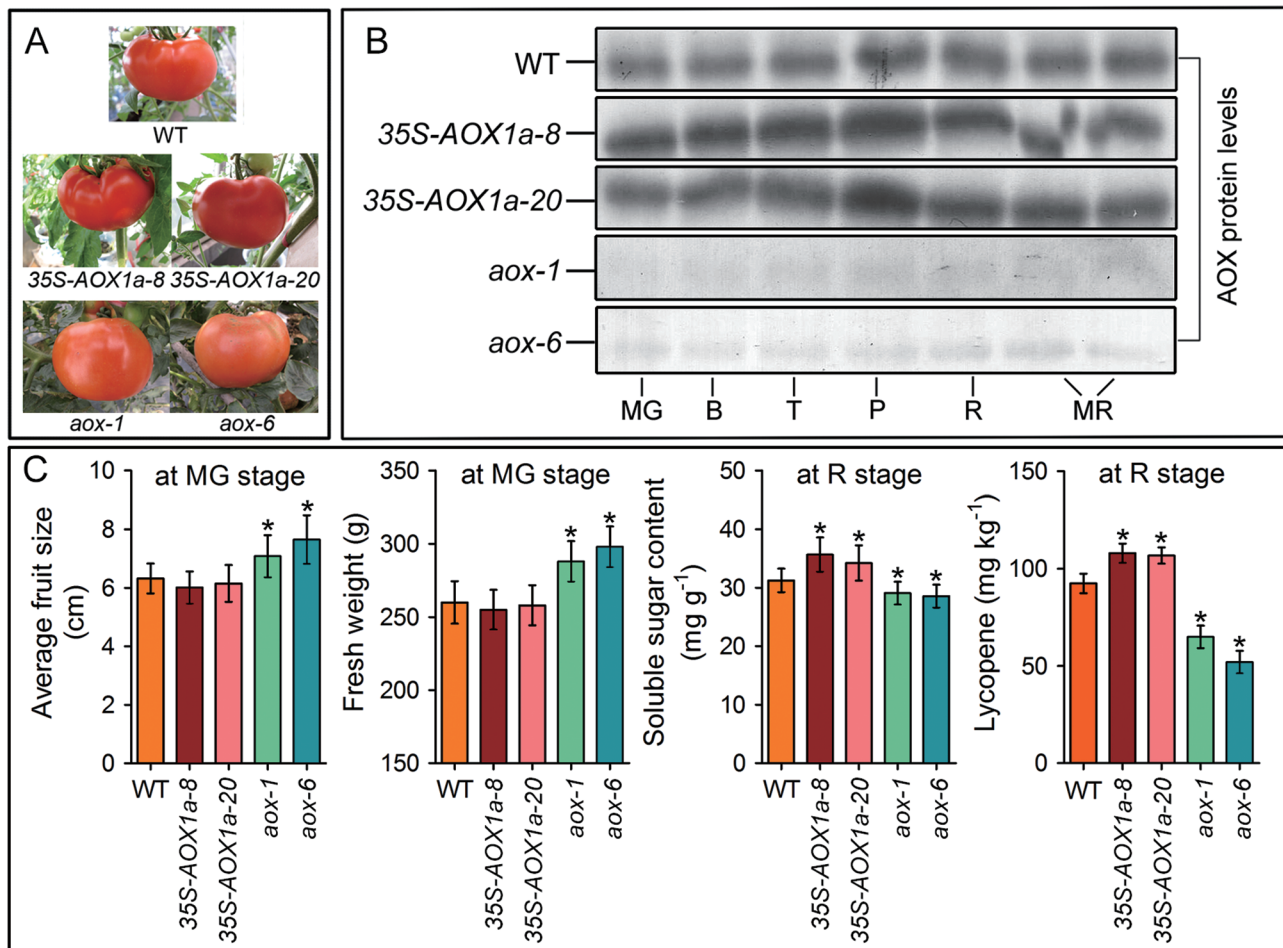 A
WT
35S-AOX1a-8 35S-AOX1a-20
aox-1 aox-6
B
WT
35S-AOX1a-8
35S-AOX1a-20
aox-1
aox-6
AOX protein levels
MG B T P R MR
C
at MG stage
Average fruit size
(cm)
10
8
6
4
2
0
* *
WT 35S-AOX1a-8 35S-AOX1a-20 aox-1 aox-6
at MG stage
Fresh weight (g)
350
300
250
200
150
* *
WT 35S-AOX1a-8 35S-AOX1a-20 aox-1 aox-6
at R stage
Soluble sugar content
(mg g-1)
50
40
30
20
10
0
* * * *
WT 35S-AOX1a-8 35S-AOX1a-20 aox-1 aox-6
at R stage
Lycopene (mg kg-1)
150
100
50
0
* * * *
WT 35S-AOX1a-8 35S-AOX1a-20 aox-1 aox-6